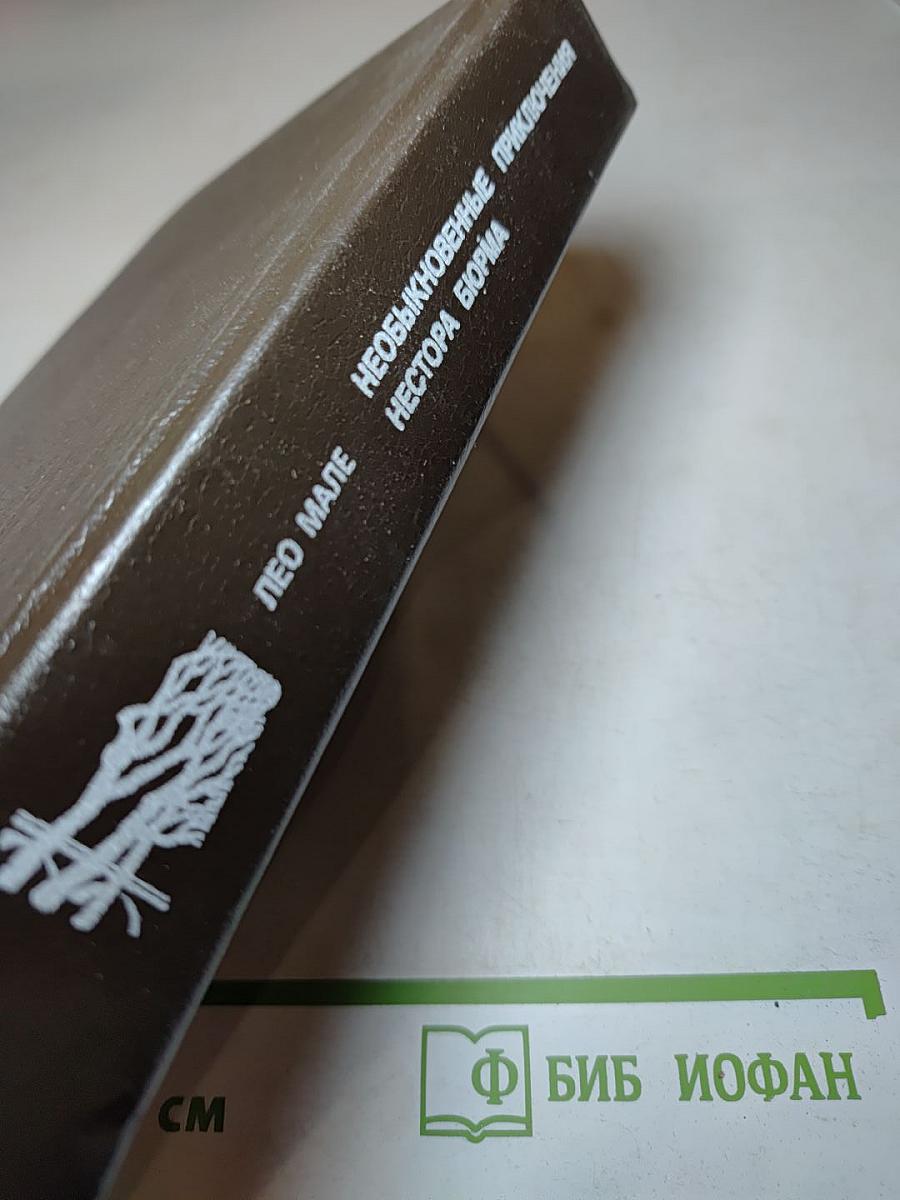 ЛЕО МАЛЕ
НЕОБЫКНОВЕННЫЕ ПРИКЛЮЧЕНИЯ
НЕСТОРА БЮРМА
СМ
Ф БИБ ИОФАН